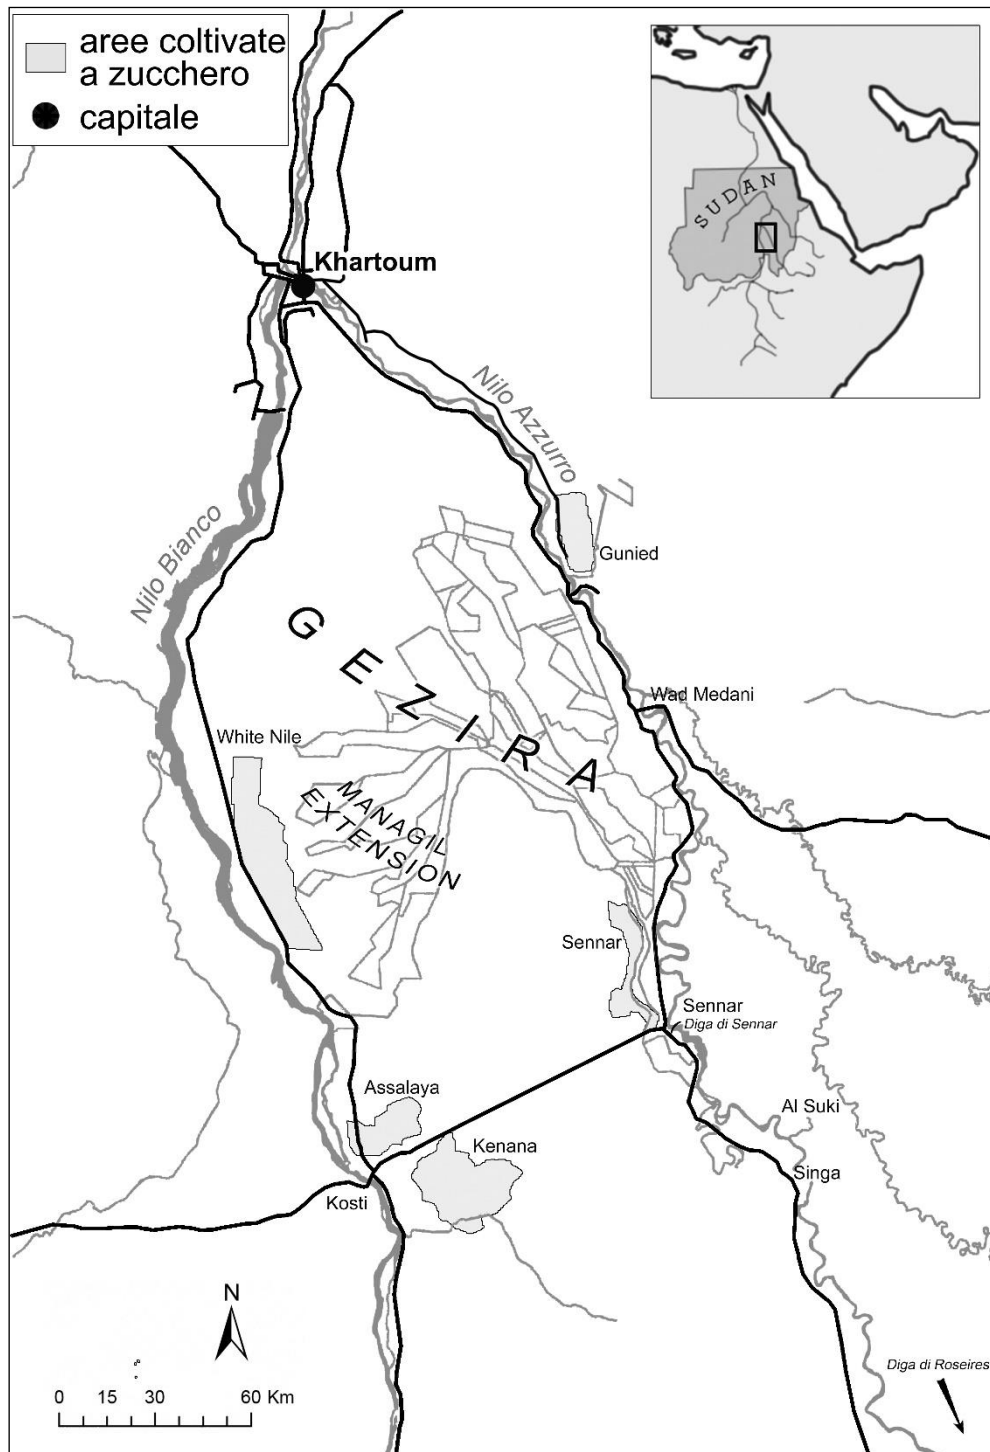 aree coltivate
a zucchero
capitale
SUDAN
Khartoum
Nilo Azzurro
Nilo Bianco
Gunied
GEZIRA
Wad Medani
White Nile
MANAGIL
EXTENSION
Sennar
Sennar
Diga di Sennar
Assalaya
Al Suki
Kenana
Singa
Kosti
N
Diga di Roseires
0 15 30 60 Km